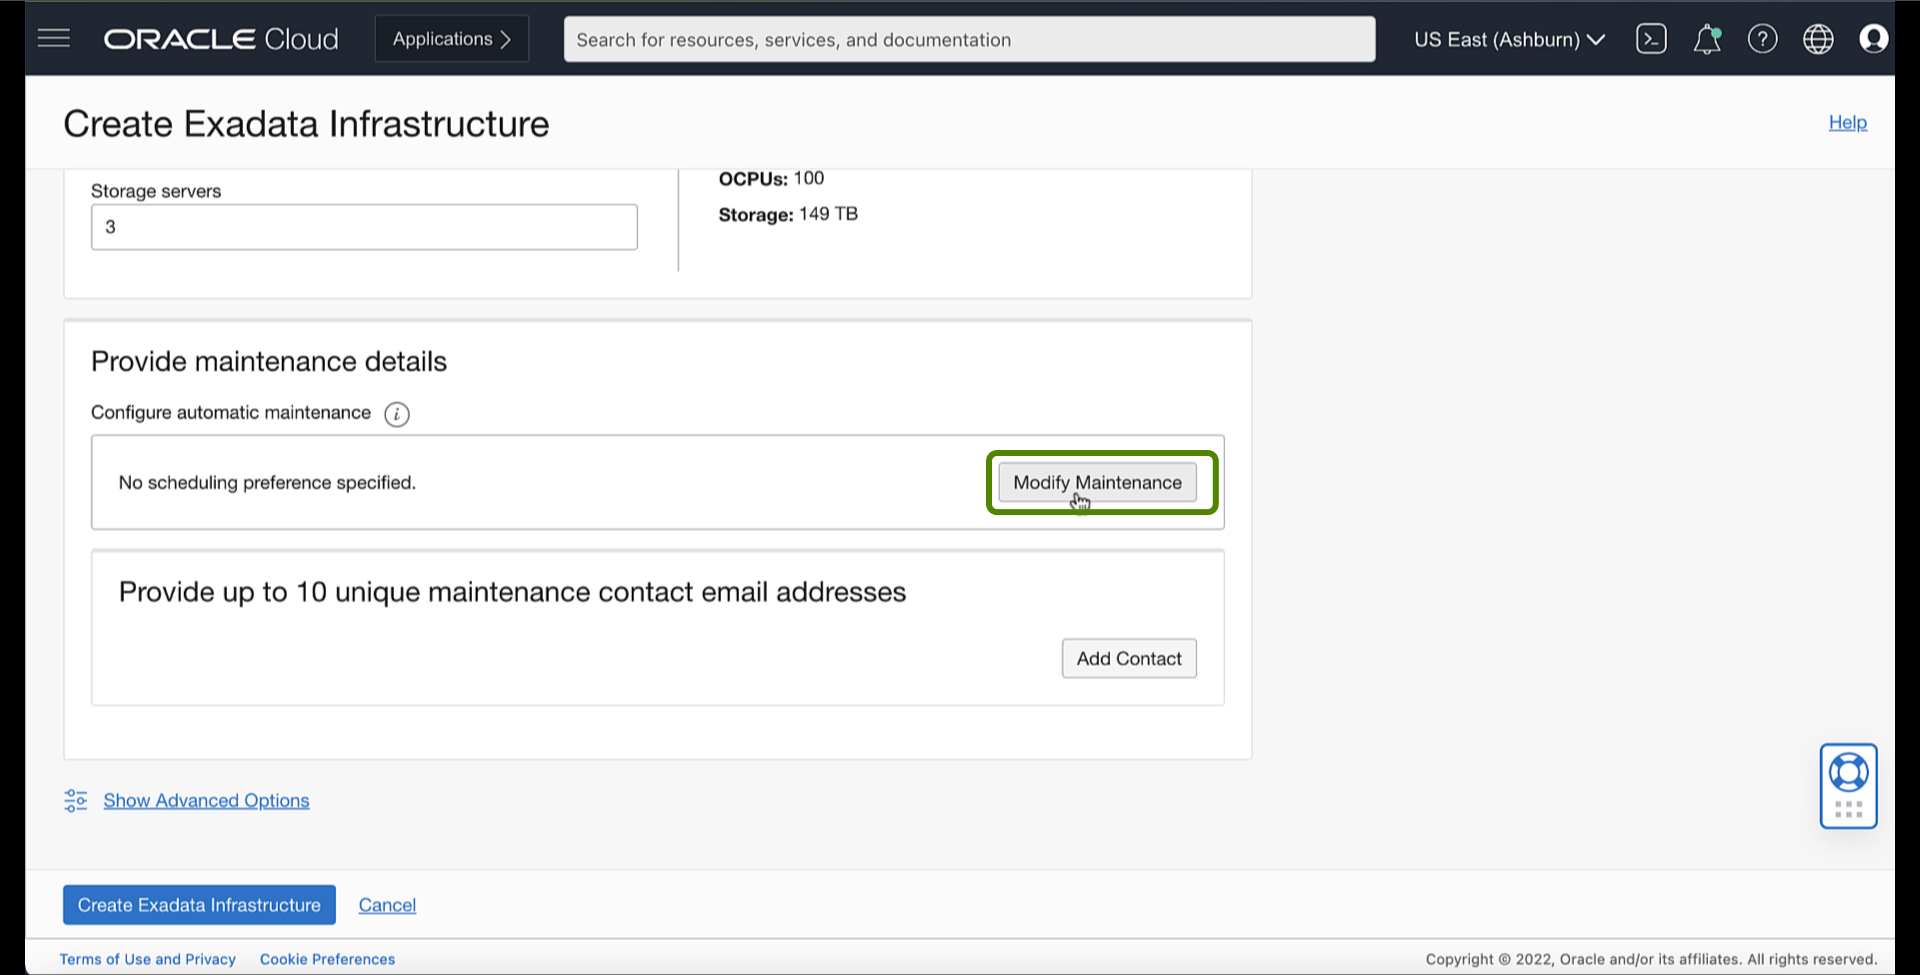 ORACLE Cloud
Applications
Search for resources, services, and documentation
US East (Ashburn)
Create Exadata Infrastructure
Help
Storage servers
3
OCPUs: 100
Storage: 149 TB
Provide maintenance details
Configure automatic maintenance
No scheduling preference specified.
Modify Maintenance
Provide up to 10 unique maintenance contact email addresses
Add Contact
Show Advanced Options
Create Exadata Infrastructure
Cancel
Terms of Use and Privacy
Cookie Preferences
Copyright © 2022, Oracle and/or its affiliates. All rights reserved.